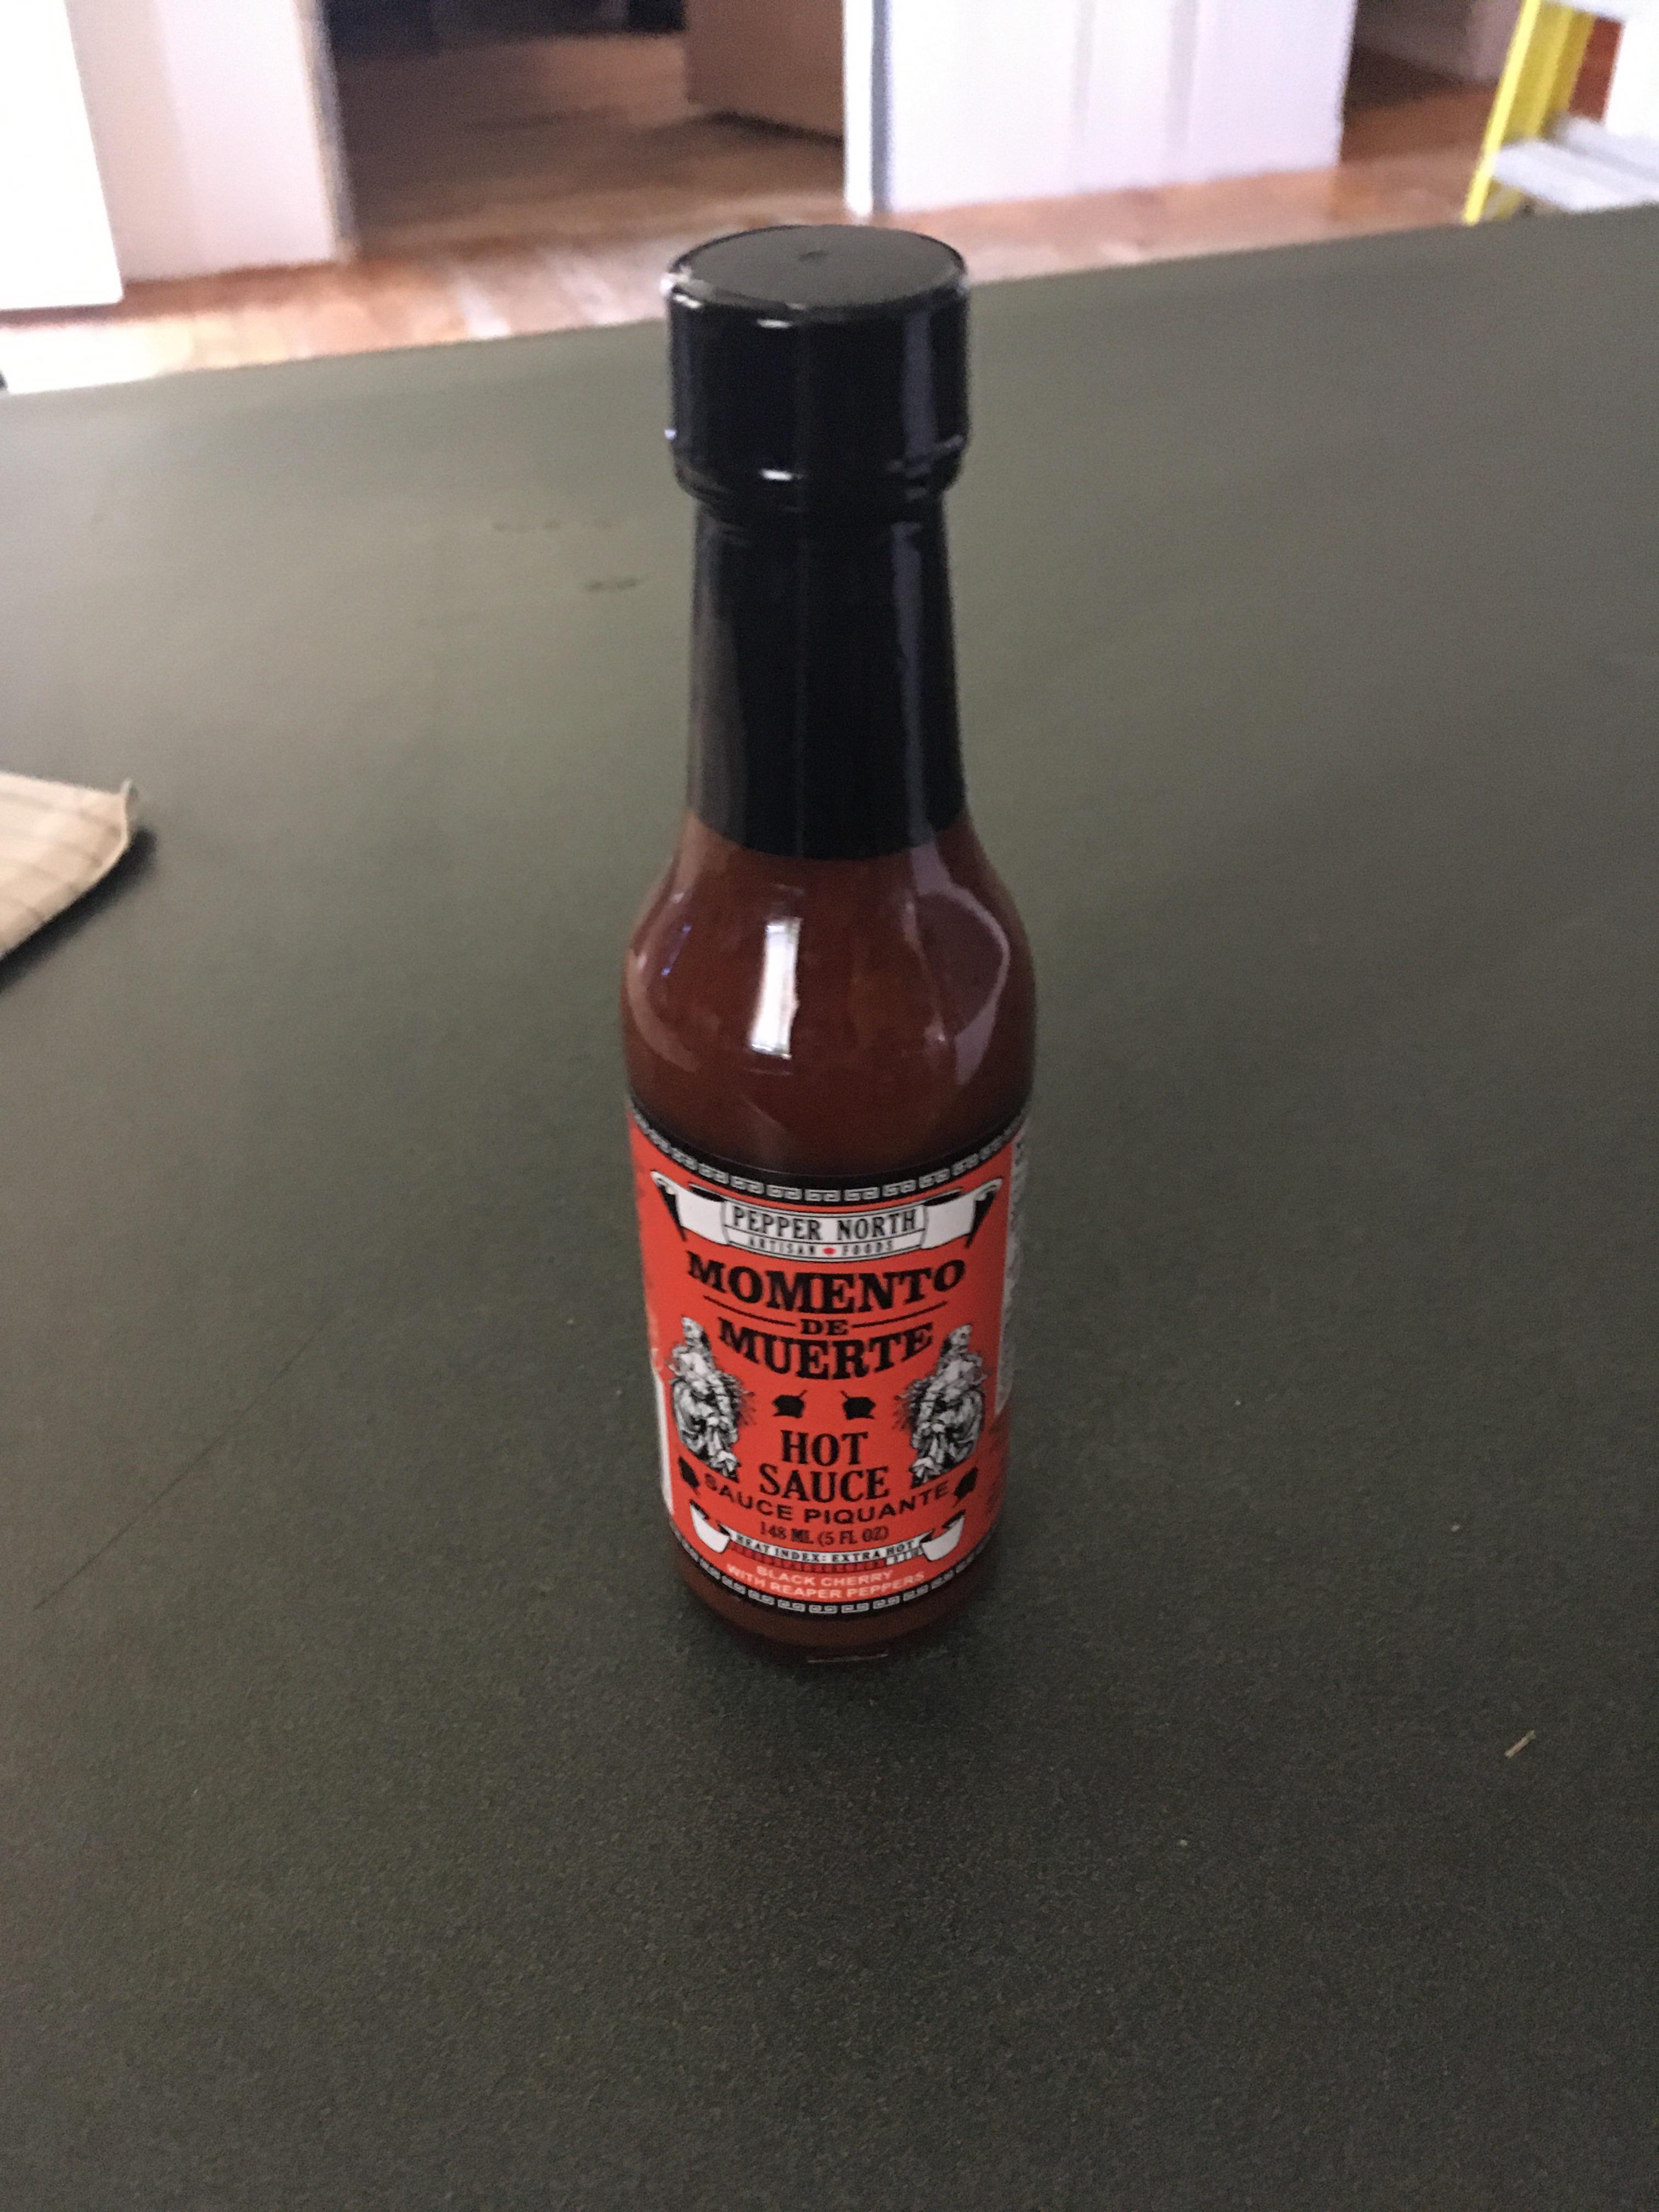 PEPPER NORTH
ARTISAN FOODS
MOMENTO
DE
MUERTE
HOT
SAUCE
SAUCE PIQUANTE
148 ML (5 FL OZ)
HEAT INDEX: EXTRA HOT
BLACK CHERRY
WITH REAPER PEPPERS